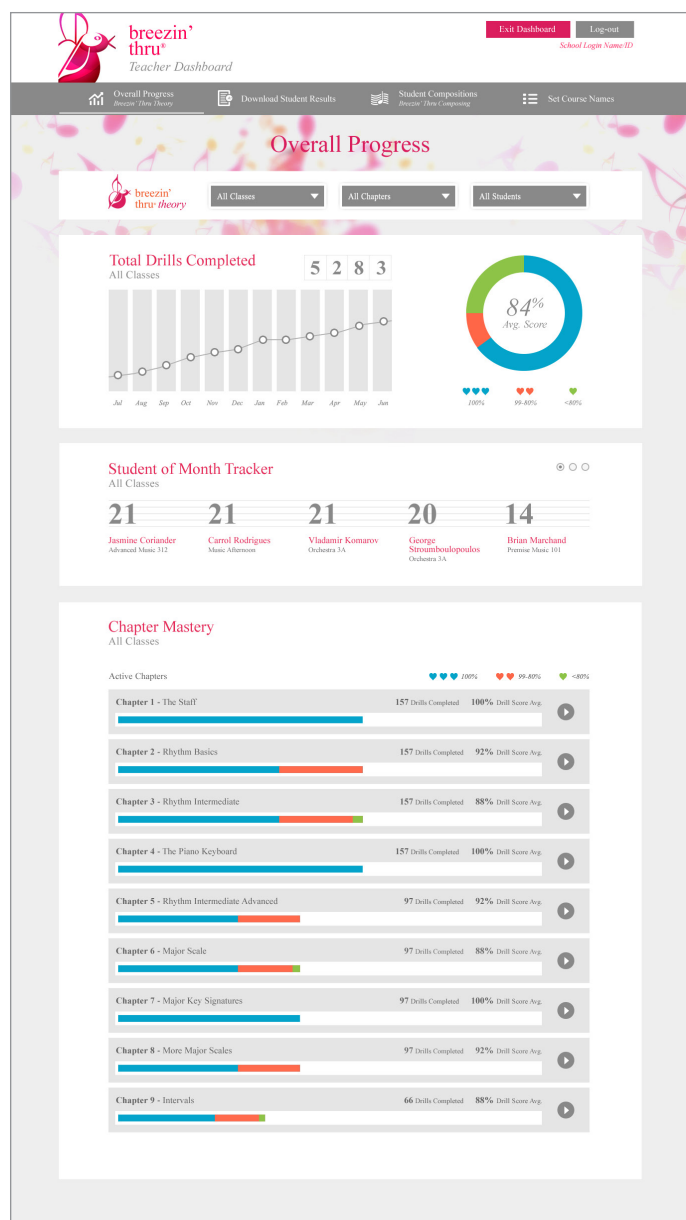 breezin'
thru®
Teacher Dashboard
Exit Dashboard
Log-out
School Login Name/ID
Overall Progress
Breezin' Thru Theory
Download Student Results
Student Compositions
Breezin' Thru Composing
Set Course Names
Overall Progress
breezin'
thru® theory
All Classes
All Chapters
All Students
Total Drills Completed
All Classes
5 2 8 3
84%
Avg. Score
Jul Aug Sep Oct Nov Dec Jan Feb Mar Apr May Jun
100% 99-80% <80%
Student of Month Tracker
All Classes
21 21 21 20 14
Jasmine Coriander
Advanced Music 312
Carrol Rodrigues
Music Afternoon
Vladamir Komarov
Orchestra 3A
George
Stroumboulopoulos
Orchestra 3A
Brian Marchand
Premise Music 101
Chapter Mastery
All Classes
Active Chapters
100% 99-80% <80%
Chapter 1 - The Staff 157 Drills Completed 100% Drill Score Avg.
Chapter 2 - Rhythm Basics 157 Drills Completed 92% Drill Score Avg.
Chapter 3 - Rhythm Intermediate 157 Drills Completed 88% Drill Score Avg.
Chapter 4 - The Piano Keyboard 157 Drills Completed 100% Drill Score Avg.
Chapter 5 - Rhythm Intermediate Advanced 97 Drills Completed 92% Drill Score Avg.
Chapter 6 - Major Scale 97 Drills Completed 88% Drill Score Avg.
Chapter 7 - Major Key Signatures 97 Drills Completed 100% Drill Score Avg.
Chapter 8 - More Major Scales 97 Drills Completed 92% Drill Score Avg.
Chapter 9 - Intervals 66 Drills Completed 88% Drill Score Avg.